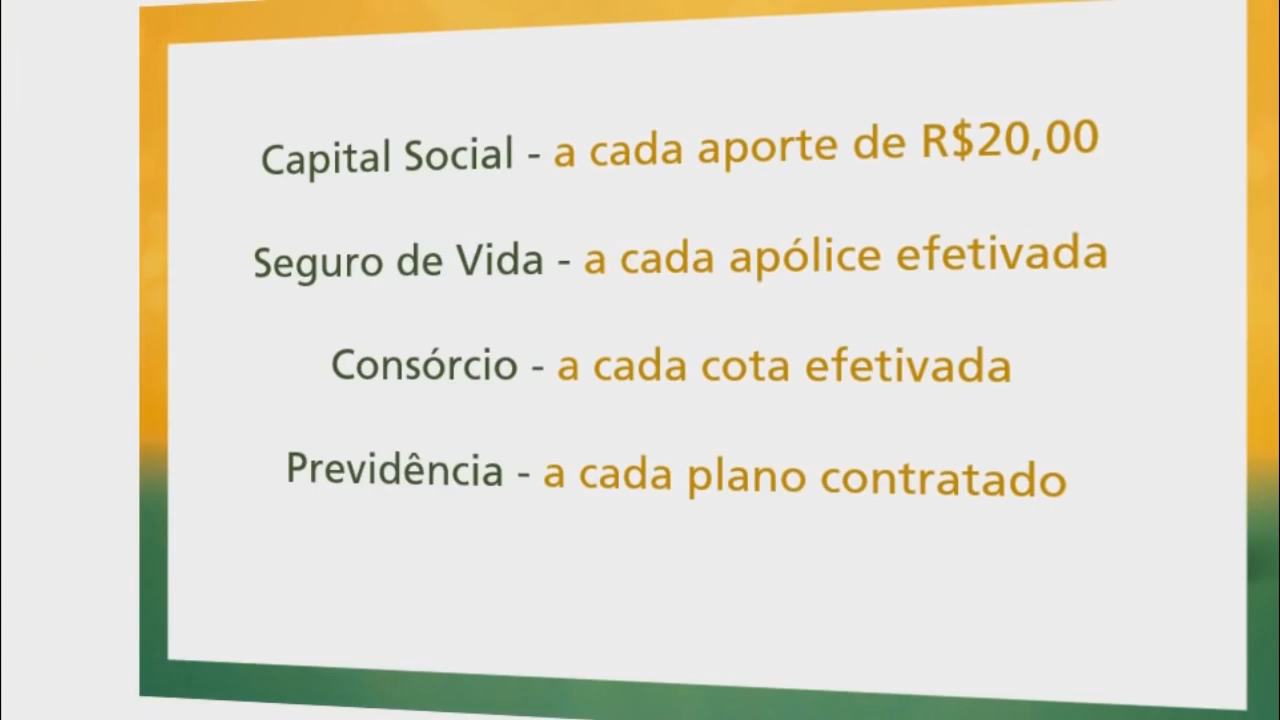 Capital Social - a cada aporte de R$20,00
Seguro de Vida - a cada apólice efetivada
Consórcio - a cada cota efetivada
Previdência - a cada plano contratado